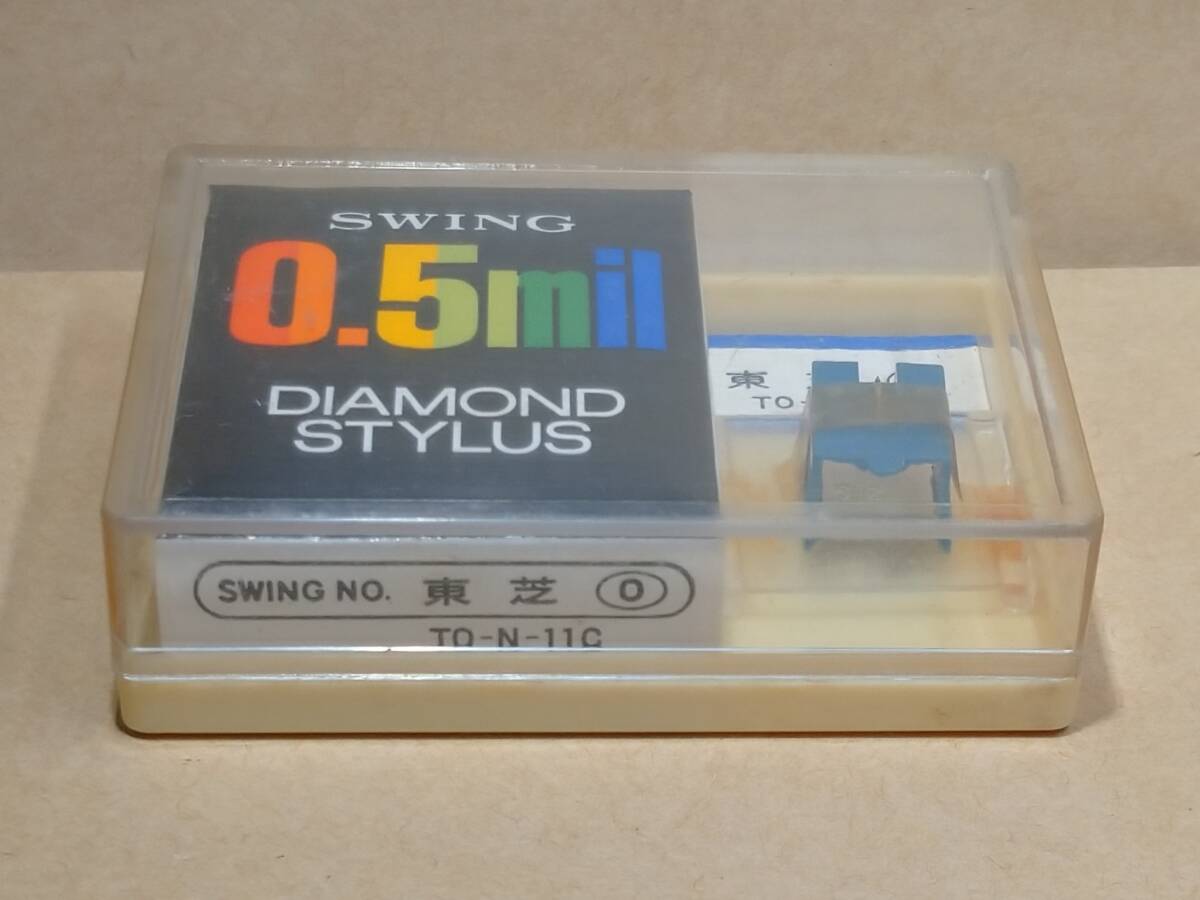 SWING
0.5mil
DIAMOND
STYLUS
東
TO-
SWING NO. 東芝 O
TO-N-11C